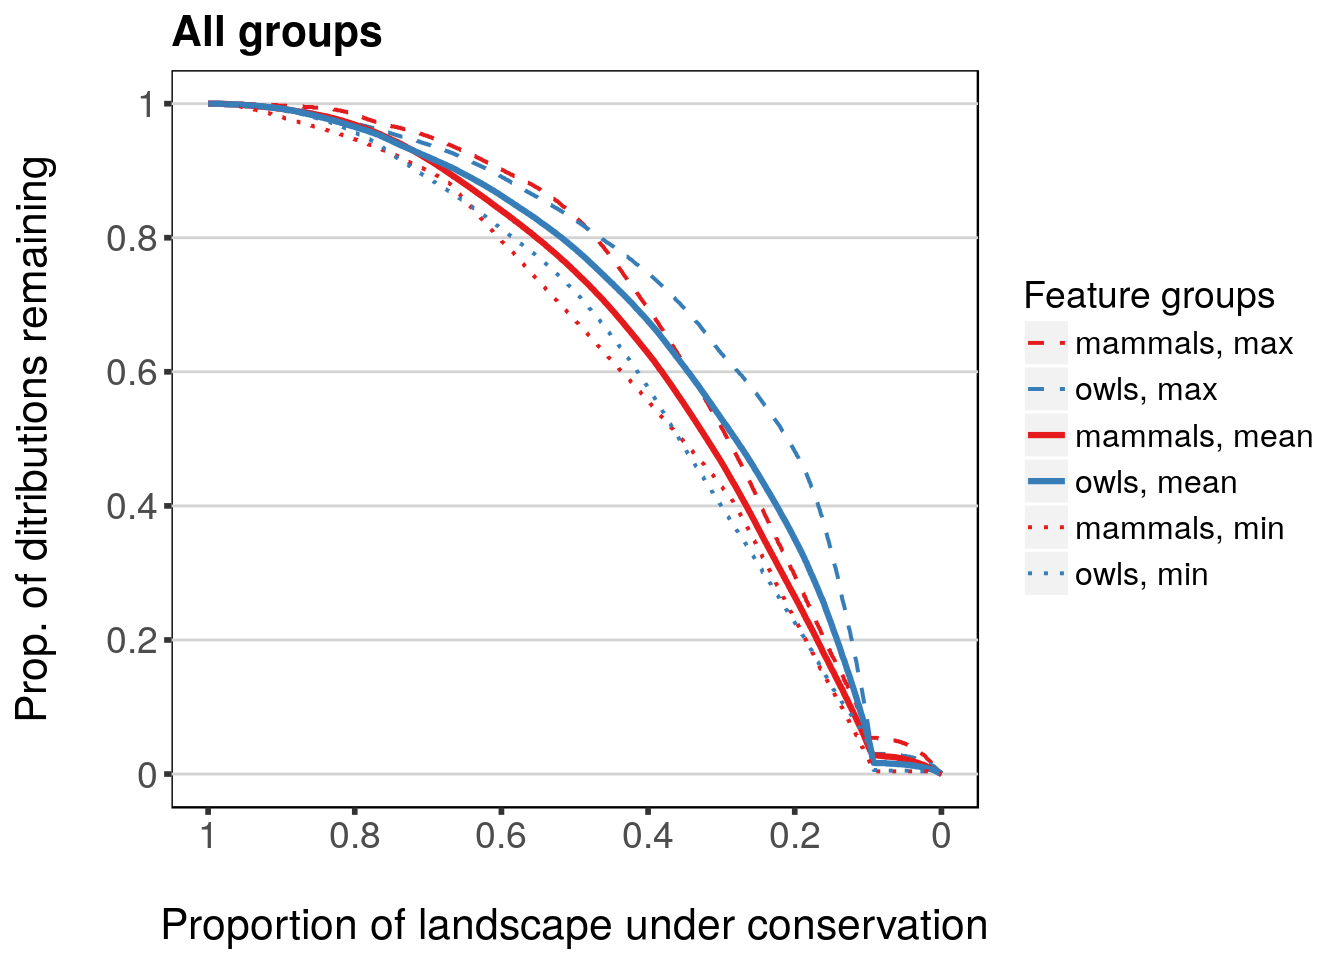 All groups
Prop. of ditributions remaining
1
0.8
0.6
0.4
0.2
0
1
0.8
0.6
0.4
0.2
0
Proportion of landscape under conservation
Feature groups
mammals, max
owls, max
mammals, mean
owls, mean
mammals, min
owls, min